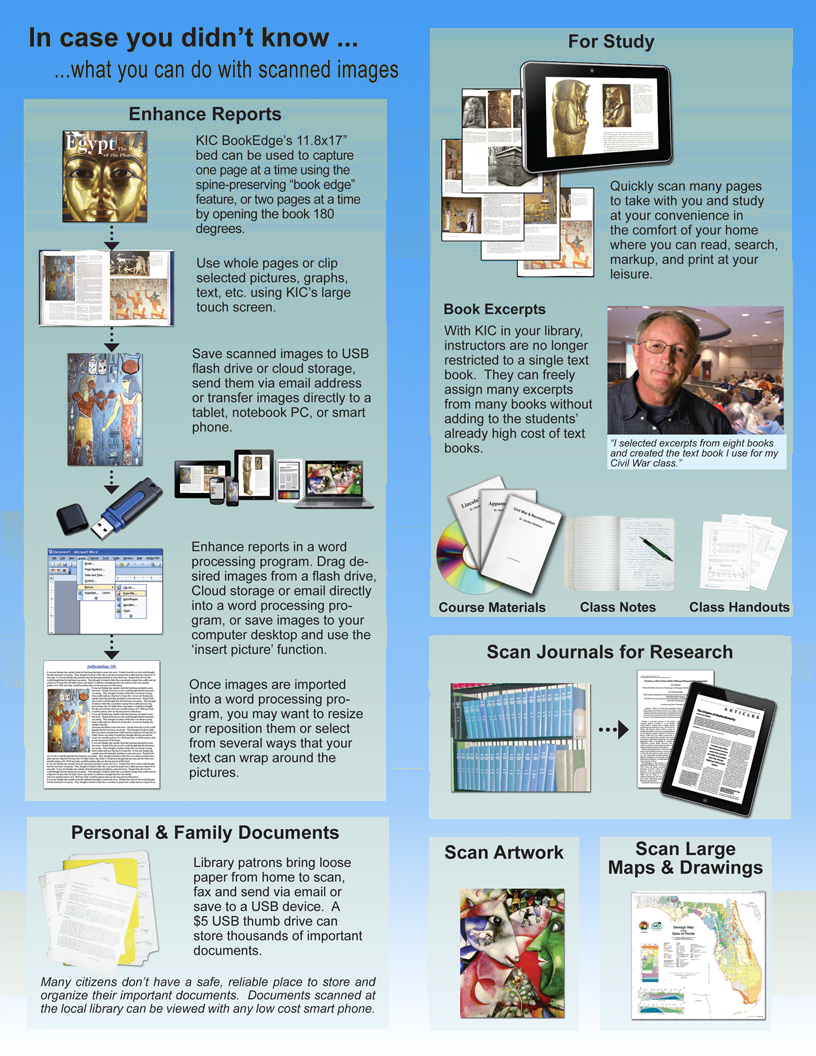 In case you didn't know ...
...what you can do with scanned images
Enhance Reports
Egypt
KIC BookEdge's 11.8x17"
bed can be used to capture
one page at a time using the
spine-preserving "book edge"
feature, or two pages at a time
by opening the book 180
degrees.
Use whole pages or clip
selected pictures, graphs,
text, etc. using KIC's large
touch screen.
Save scanned images to USB
flash drive or cloud storage,
send them via email address
or transfer images directly to a
tablet, notebook PC, or smart
phone.
Enhance reports in a word
processing program. Drag de-
sired images from a flash drive,
Cloud storage or email directly
into a word processing pro-
gram, or save images to your
computer desktop and use the
'insert picture' function.
Anthropology 101
Once images are imported
into a word processing pro-
gram, you may want to resize
or reposition them or select
from several ways that your
text can wrap around the
pictures.
Personal & Family Documents
Library patrons bring loose
paper from home to scan,
fax and send via email or
save to a USB device. A
$5 USB thumb drive can
store thousands of important
documents.
Many citizens don't have a safe, reliable place to store and
organize their important documents. Documents scanned at
the local library can be viewed with any low cost smart phone.
For Study
Quickly scan many pages
to take with you and study
at your convenience in
the comfort of your home
where you can read, search,
markup, and print at your
leisure.
Book Excerpts
With KIC in your library,
instructors are no longer
restricted to a single text
book. They can freely
assign many excerpts
from many books without
adding to the students'
already high cost of text
books.
"I selected excerpts from eight books
and created the text book I use for my
Civil War class."
Lincoln
Civil War & Reconstruction
Course Materials
Class Notes
Class Handouts
Scan Journals for Research
ARTICLES
Scan Artwork
Scan Large
Maps & Drawings
Geologic Map
of the
State of Florida